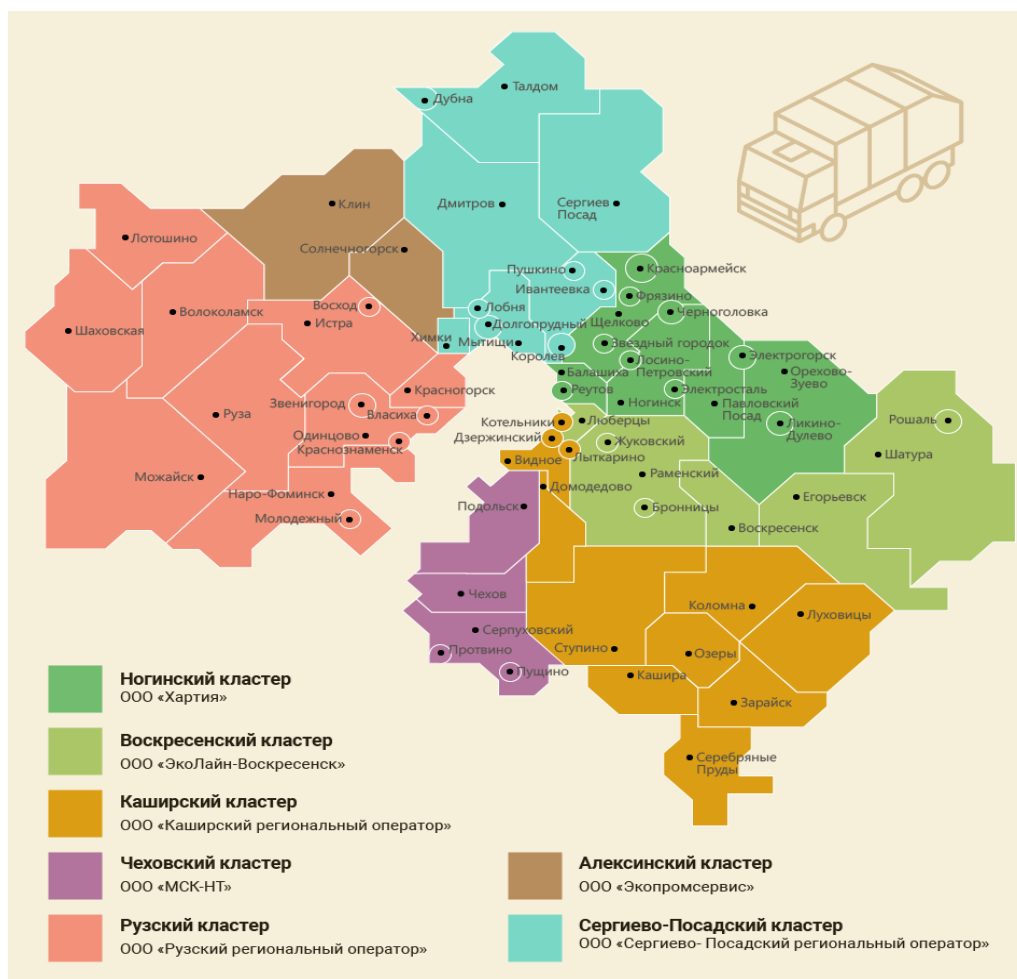 Талдом
Дубна
Клин
Дмитров
Сергиев
Посад
Лотошино
Солнечногорск
Пушкино
Красноармейск
Ивантеевка
Фрязино
Восход
Лобня
Черноголовка
Волоколамск
Истра
Долгопрудный
Щелково
Шаховская
Химки
Мытищи
Звездный городок
Королев
Лосино-
Петровский
Электрогорск
Балашиха
Орехово-
Зуево
Красногорск
Реутов
Электросталь
Звенигород
Ногинск
Павловский
Посад
Руза
Власиха
Котельники
Люберцы
Ликино-
Дулево
Рошаль
Одинцово
Дзержинский
Жуковский
Краснознаменск
Лыткарино
Шатура
Видное
Можайск
Раменский
Домодедово
Наро-Фоминск
Егорьевск
Подольск
Бронницы
Молодежный
Воскресенск
Чехов
Коломна
Луховицы
Серпуховский
Протвино
Ступино
Озеры
Пущино
Кашира
Зарайск
Серебряные
Пруды
Ногинский кластер
ООО «Хартия»
Воскресенский кластер
ООО «ЭкоЛайн-Воскресенск»
Каширский кластер
ООО «Каширский региональный оператор»
Чеховский кластер
ООО «МСК-НТ»
Рузский кластер
ООО «Рузский региональный оператор»
Алексинский кластер
ООО «Экопромсервис»
Сергиево-Посадский кластер
ООО «Сергиево- Посадский региональный оператор»